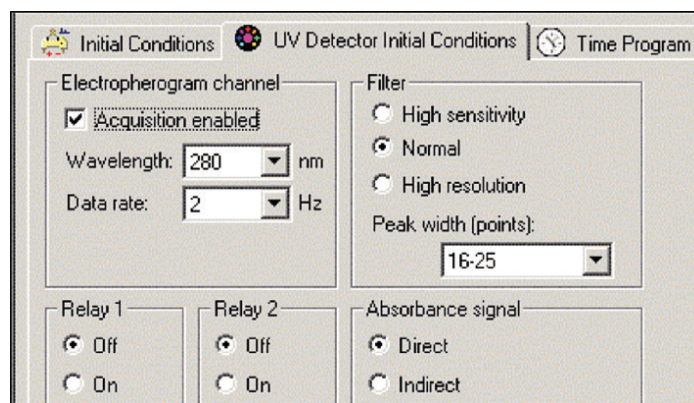 Initial Conditions
UV Detector Initial Conditions
Time Program
Electropherogram channel
Acquisition enabled
Wavelength: 280 nm
Data rate: 2 Hz
Filter
High sensitivity
Normal
High resolution
Peak width (points):
16-25
Relay 1
Off
On
Relay 2
Off
On
Absorbance signal
Direct
Indirect